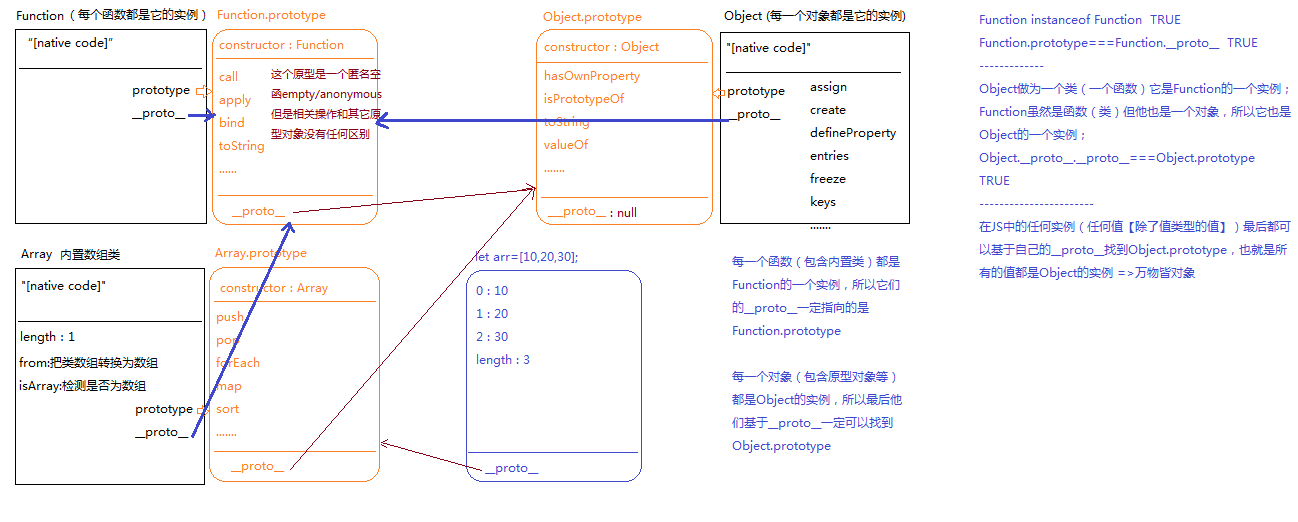 Function（ 每个函数都是它的实例 ）
"[native code]"
prototype
__proto__
Function.prototype
constructor : Function
call
apply
bind
toString
......
这个原型是一个匿名空
函empty/anonymous
但是相关操作和其它原
型对象没有任何区别
__proto__
Object.prototype
constructor : Object
hasOwnProperty
isPrototypeOf
toString
valueOf
.......
__proto__ : null
Object (每一个对象都是它的实例)
"[native code]"
prototype
__proto__
assign
create
defineProperty
entries
freeze
keys
.......
Array 内置数组类
"[native code]"
length : 1
from:把类数组转换为数组
isArray:检测是否为数组
prototype
__proto__
Array.prototype
constructor : Array
push
pop
forEach
map
sort
.......
__proto__
let arr=[10,20,30];
0 : 10
1 : 20
2 : 30
length : 3
__proto__
每一个函数（包含内置类）都是
Function的一个实例，所以它们
的__proto__一定指向的是
Function.prototype
每一个对象（包含原型对象等）
都是Object的实例，所以最后他
们基于__proto__一定可以找到
Object.prototype
Function instanceof Function TRUE
Function.prototype===Function.__proto__ TRUE
-------------
Object做为一个类（一个函数）它是Function的一个实例；
Function虽然是函数（类）但他也是一个对象，所以它也是
Object的一个实例；
Object.__proto__.__proto__===Object.prototype
TRUE
-----------------------
在JS中的任何实例（任何值【除了值类型的值】）最后都可
以基于自己的__proto__找到Object.prototype，也就是所
有的值都是Object的实例 =>万物皆对象